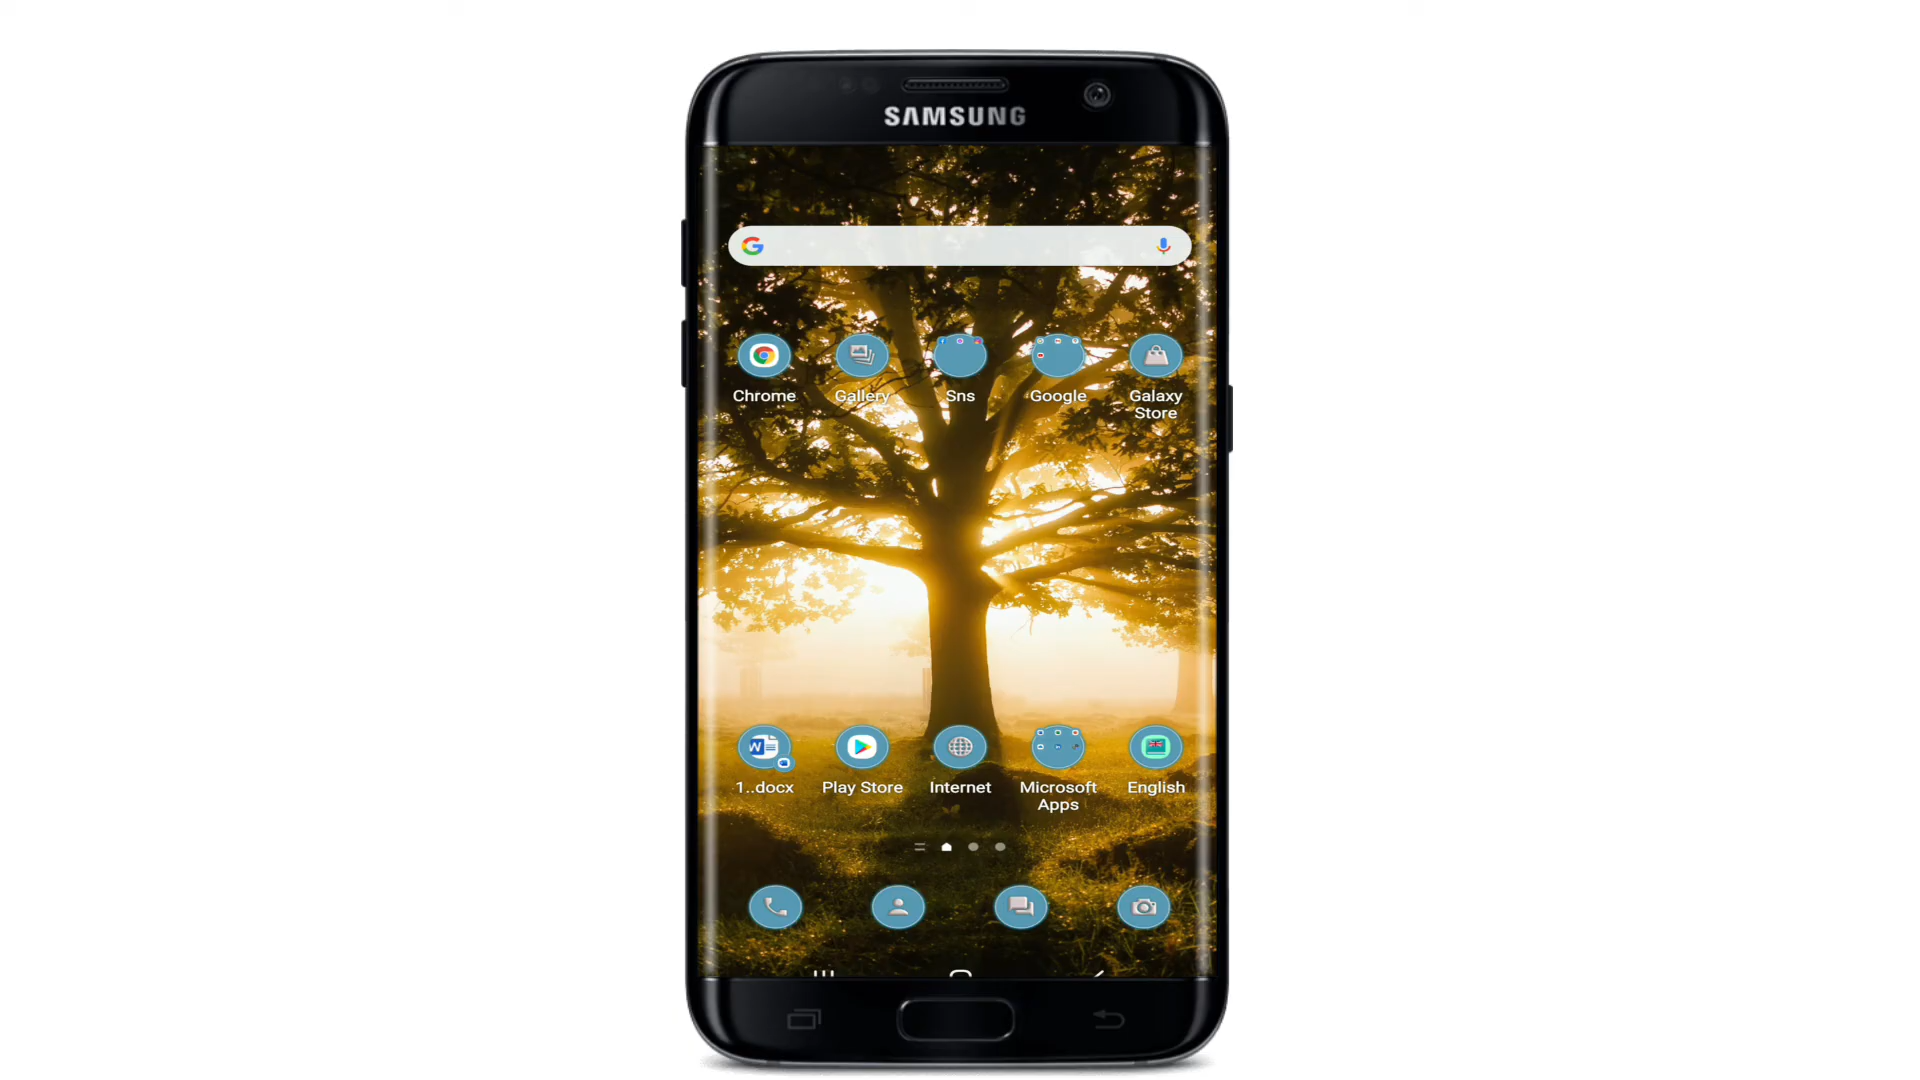 SAMSUNG
Chrome
Gallery
Sns
Google
Galaxy
Store
1..docx
Play Store
Internet
Microsoft
Apps
English